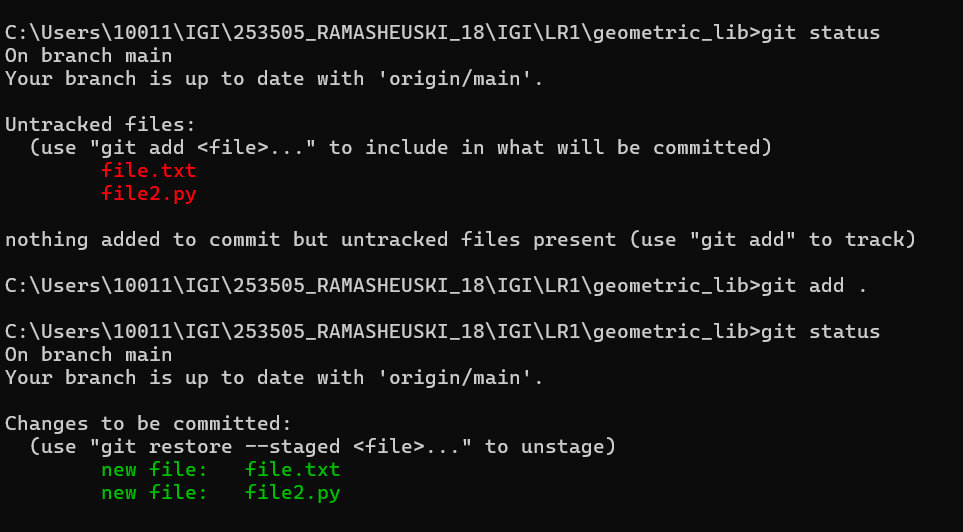 C:\Users\10011\IGI\253505_RAMASHEUSKI_18\IGI\LR1\geometric_lib>git status
On branch main
Your branch is up to date with 'origin/main'.

Untracked files:
  (use "git add <file>..." to include in what will be committed)
        file.txt
        file2.py

nothing added to commit but untracked files present (use "git add" to track)

C:\Users\10011\IGI\253505_RAMASHEUSKI_18\IGI\LR1\geometric_lib>git add .

C:\Users\10011\IGI\253505_RAMASHEUSKI_18\IGI\LR1\geometric_lib>git status
On branch main
Your branch is up to date with 'origin/main'.

Changes to be committed:
  (use "git restore --staged <file>..." to unstage)
        new file:   file.txt
        new file:   file2.py